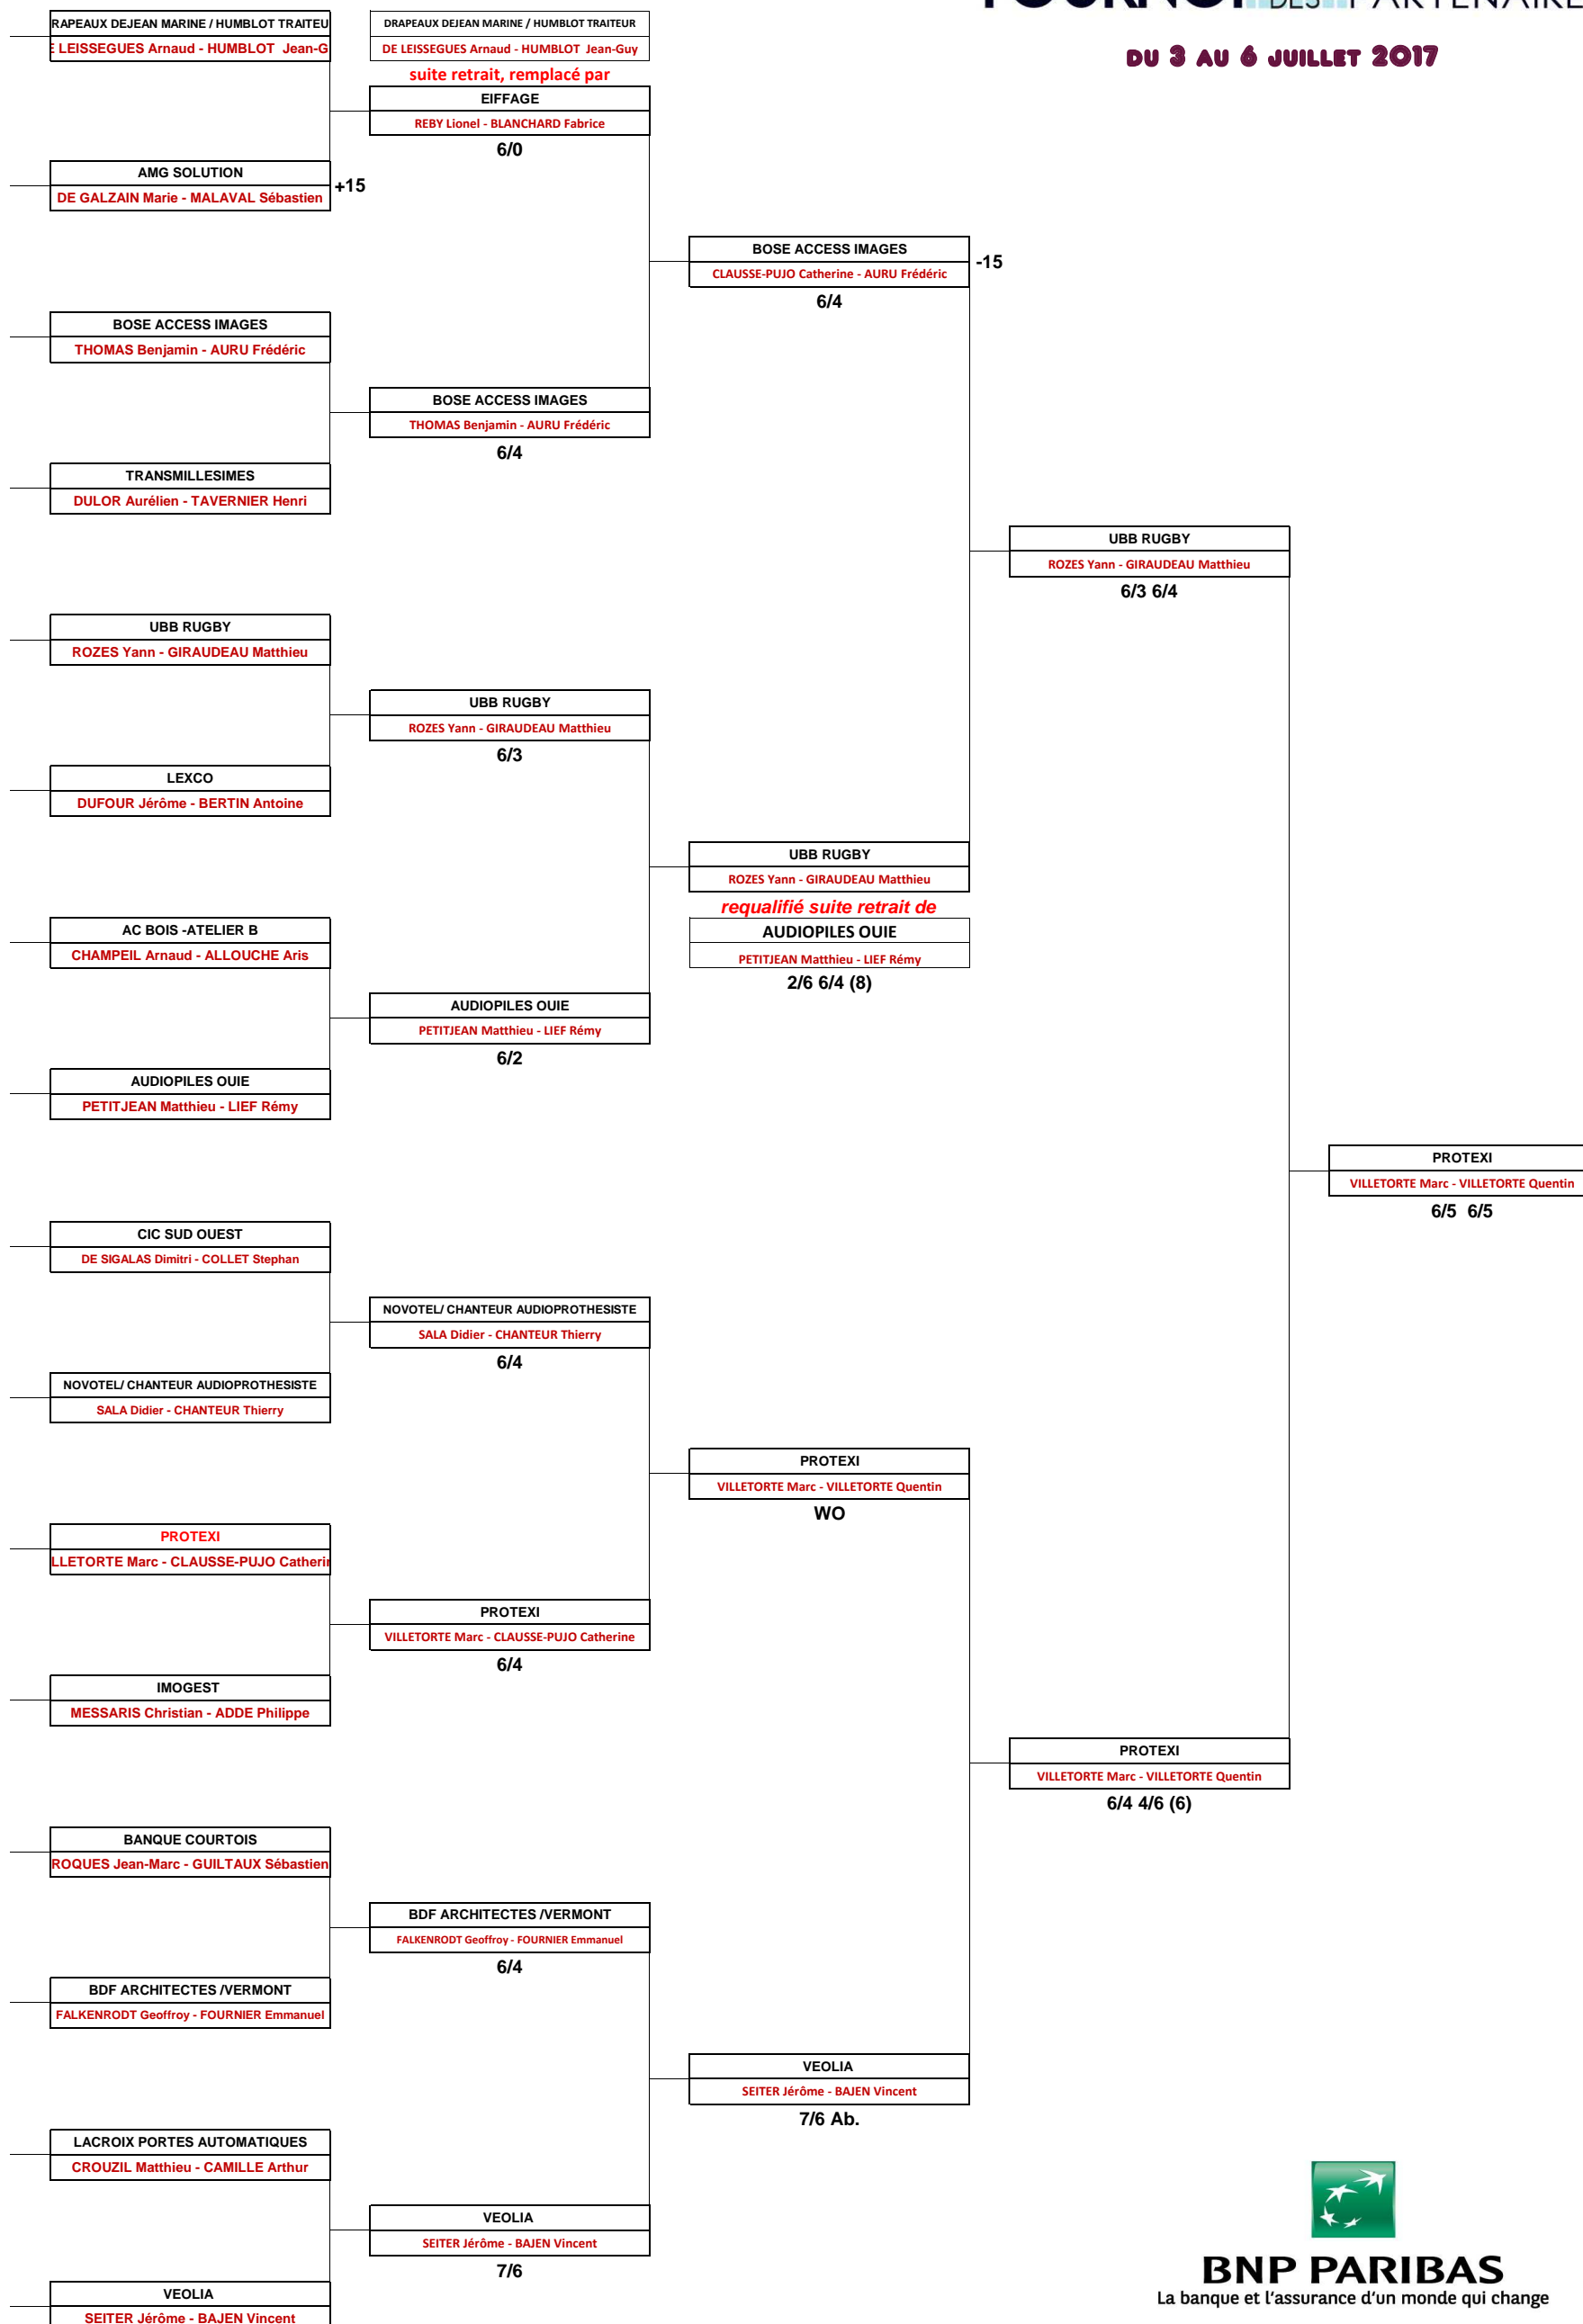 DU 3 AU 6 JUILLET 2017
RAPEAUX DEJEAN MARINE / HUMBLOT TRAITEU
LEISSEGUES Arnaud - HUMBLOT Jean-G
AMG SOLUTION
DE GALZAIN Marie - MALAVAL Sébastien
+15
BOSE ACCESS IMAGES
THOMAS Benjamin - AURU Frédéric
TRANSMILLESIMES
DULOR Aurélien - TAVERNIER Henri
UBB RUGBY
ROZES Yann - GIRAUDEAU Matthieu
LEXCO
DUFOUR Jérôme - BERTIN Antoine
AC BOIS -ATELIER B
CHAMPEIL Arnaud - ALLOUCHE Aris
AUDIOPILES OUIE
PETITJEAN Matthieu - LIEF Rémy
CIC SUD OUEST
DE SIGALAS Dimitri - COLLET Stephan
NOVOTEL/ CHANTEUR AUDIOPROTHESISTE
SALA Didier - CHANTEUR Thierry
PROTEXI
LLETORTE Marc - CLAUSSE-PUJO Catherin
IMOGEST
MESSARIS Christian - ADDE Philippe
BANQUE COURTOIS
ROQUES Jean-Marc - GUILTAUX Sébastien
BDF ARCHITECTES /VERMONT
FALKENRODT Geoffroy - FOURNIER Emmanuel
LACROIX PORTES AUTOMATIQUES
CROUZIL Matthieu - CAMILLE Arthur
VEOLIA
SEITER Jérôme - BAJEN Vincent
DRAPEAUX DEJEAN MARINE / HUMBLOT TRAITEUR
DE LEISSEGUES Arnaud - HUMBLOT Jean-Guy
suite retrait, remplacé par
EIFFAGE
REBY Lionel - BLANCHARD Fabrice
6/0
BOSE ACCESS IMAGES
THOMAS Benjamin - AURU Frédéric
6/4
UBB RUGBY
ROZES Yann - GIRAUDEAU Matthieu
6/3
AUDIOPILES OUIE
PETITJEAN Matthieu - LIEF Rémy
6/2
NOVOTEL/ CHANTEUR AUDIOPROTHESISTE
SALA Didier - CHANTEUR Thierry
6/4
PROTEXI
VILLETORTE Marc - CLAUSSE-PUJO Catherine
6/4
BDF ARCHITECTES /VERMONT
FALKENRODT Geoffroy - FOURNIER Emmanuel
6/4
VEOLIA
SEITER Jérôme - BAJEN Vincent
7/6
BOSE ACCESS IMAGES
CLAUSSE-PUJO Catherine - AURU Frédéric
-15
6/4
UBB RUGBY
ROZES Yann - GIRAUDEAU Matthieu
requalifié suite retrait de
AUDIOPILES OUIE
PETITJEAN Matthieu - LIEF Rémy
2/6 6/4 (8)
PROTEXI
VILLETORTE Marc - VILLETORTE Quentin
WO
VEOLIA
SEITER Jérôme - BAJEN Vincent
7/6 Ab.
UBB RUGBY
ROZES Yann - GIRAUDEAU Matthieu
6/3 6/4
PROTEXI
VILLETORTE Marc - VILLETORTE Quentin
6/4 4/6 (6)
PROTEXI
VILLETORTE Marc - VILLETORTE Quentin
6/5 6/5
BNP PARIBAS
La banque et l'assurance d'un monde qui change